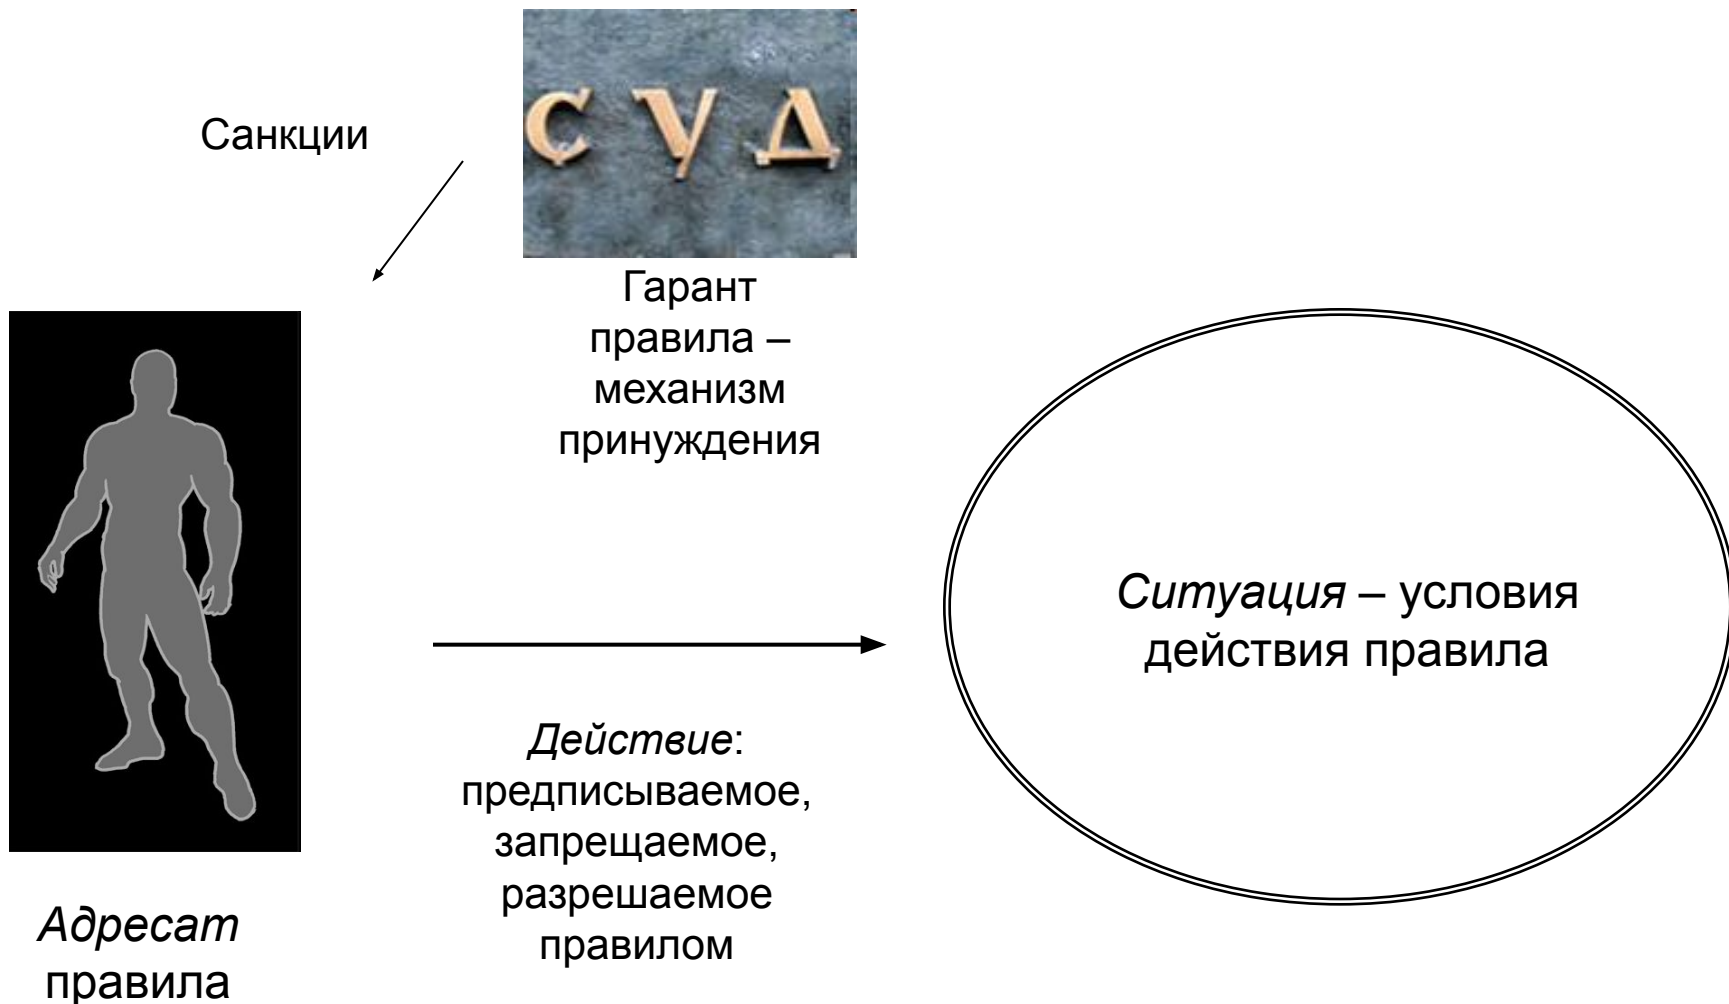 Санкции
СУД
Гарант
правила –
механизм
принуждения
Ситуация – условия
действия правила
Действие:
предписываемое,
запрещаемое,
разрешаемое
правилом
Адресат
правила